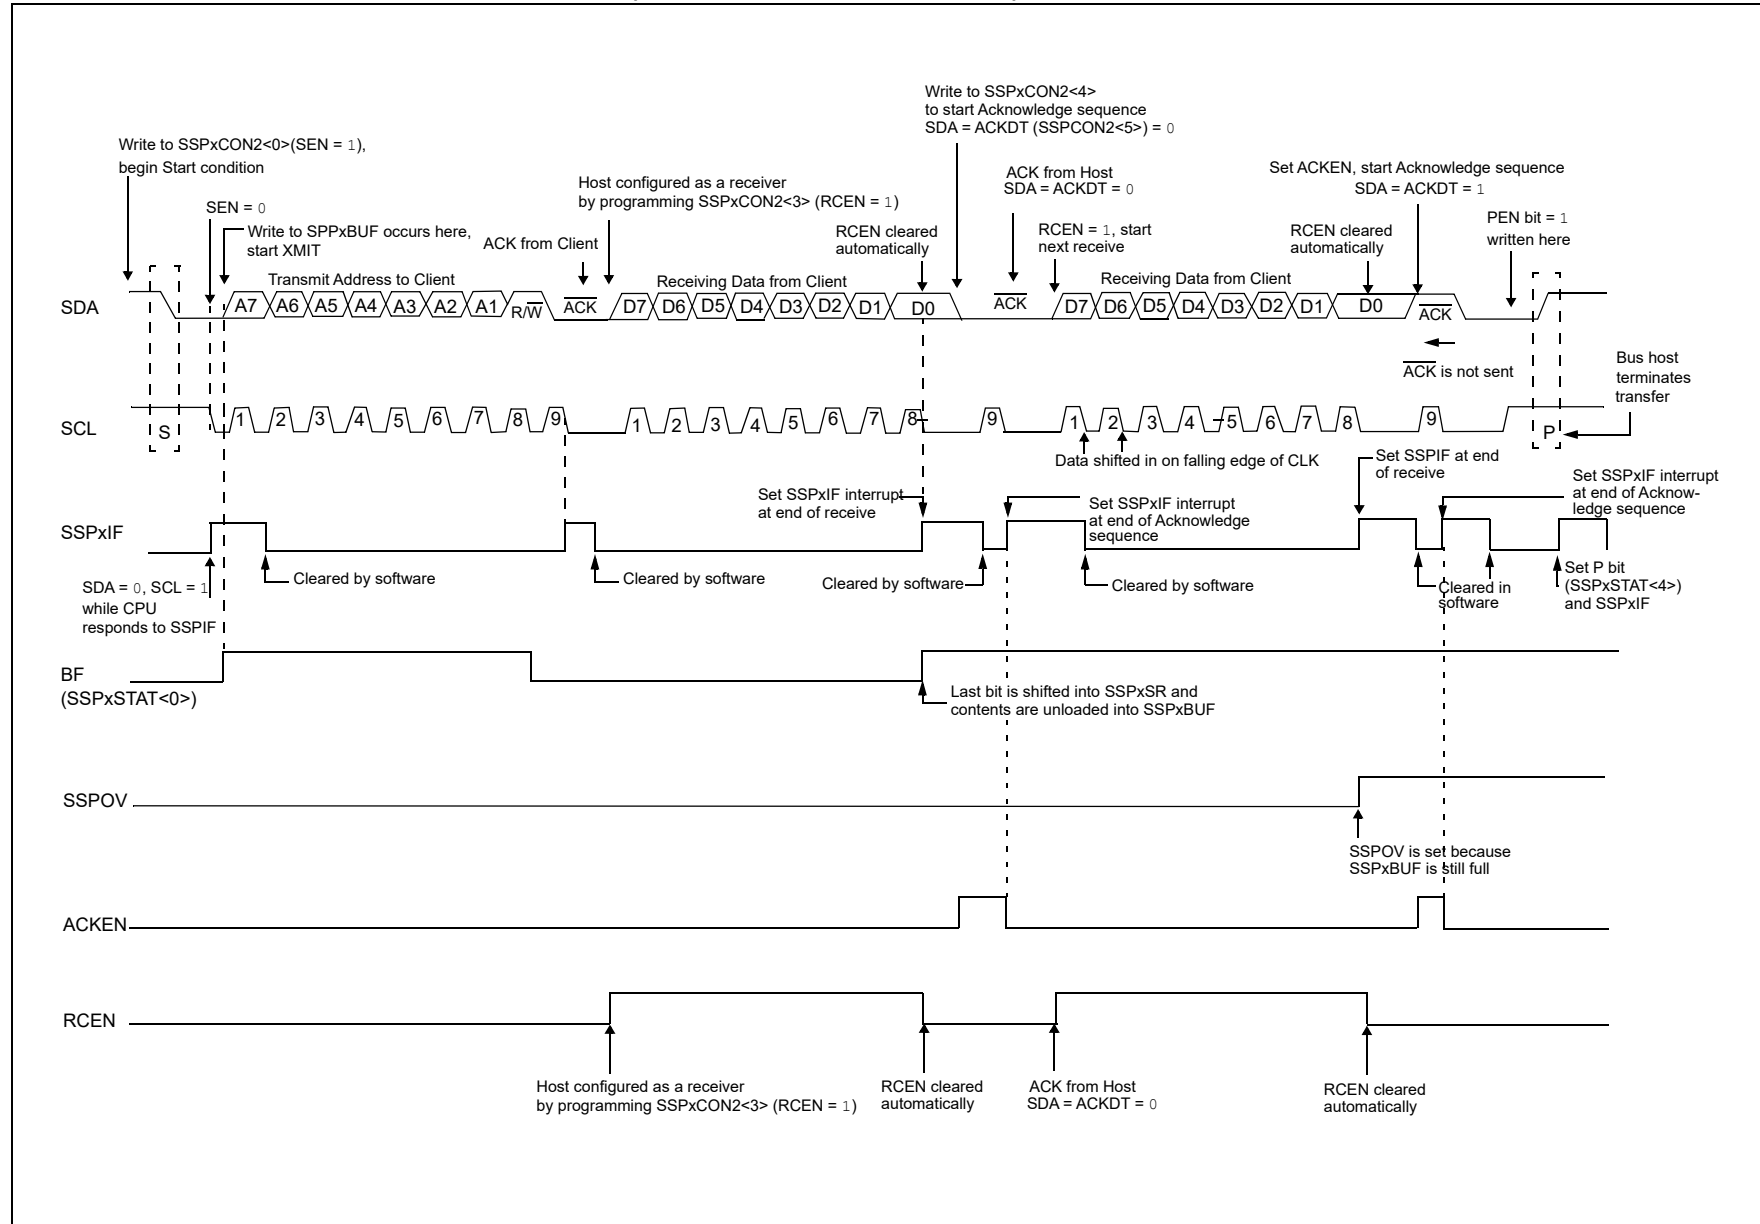 Write to SSPxCON2<4>
to start Acknowledge sequence
SDA = ACKDT (SSPCON2<5>) = 0
Write to SSPxCON2<0>(SEN = 1),
begin Start condition
ACK from Host
SDA = ACKDT = 0
Set ACKEN, start Acknowledge sequence
SDA = ACKDT = 1
Host configured as a receiver
by programming SSPxCON2<3> (RCEN = 1)
SEN = 0
PEN bit = 1
written here
Write to SPPxBUF occurs here,
start XMIT
ACK from Client
RCEN cleared
automatically
RCEN = 1, start
next receive
RCEN cleared
automatically
Transmit Address to Client
Receiving Data from Client
Receiving Data from Client
SDA
A7 A6 A5 A4 A3 A2 A1 R/W ACK D7 D6 D5 D4 D3 D2 D1 D0 ACK D7 D6 D5 D4 D3 D2 D1 D0 ACK
ACK is not sent
Bus host
terminates
transfer
SCL
S 1 2 3 4 5 6 7 8 9 1 2 3 4 5 6 7 8 9 1 2 3 4 5 6 7 8 9 P
Data shifted in on falling edge of CLK
Set SSPIF at end
of receive
Set SSPxIF interrupt
at end of receive
Set SSPxIF interrupt
at end of Acknowledge
sequence
Set SSPxIF interrupt
at end of Acknow-
ledge sequence
SSPxIF
SDA = 0, SCL = 1
while CPU
responds to SSPIF
Cleared by software
Cleared by software
Cleared by software
Cleared by software
Cleared in
software
Set P bit
(SSPxSTAT<4>)
and SSPxIF
BF
(SSPxSTAT<0>)
Last bit is shifted into SSPxSR and
contents are unloaded into SSPxBUF
SSPOV
SSPOV is set because
SSPxBUF is still full
ACKEN
RCEN
Host configured as a receiver
by programming SSPxCON2<3> (RCEN = 1)
RCEN cleared
automatically
ACK from Host
SDA = ACKDT = 0
RCEN cleared
automatically